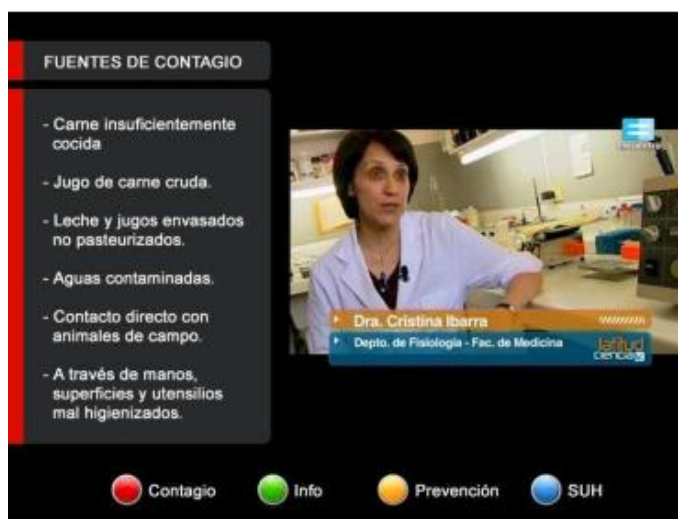 FUENTES DE CONTAGIO
- Carne insuficientemente
cocida
- Jugo de carne cruda.
- Leche y jugos envasados
no pasteurizados.
- Aguas contaminadas.
- Contacto directo con
animales de campo.
- A través de manos,
superficies y utensilios
mal higienizados.
encuentro
Dra. Cristina Ibarra
Depto. de Fisiología - Fac. de Medicina
latitud
ciencia
Contagio
Info
Prevención
SUH